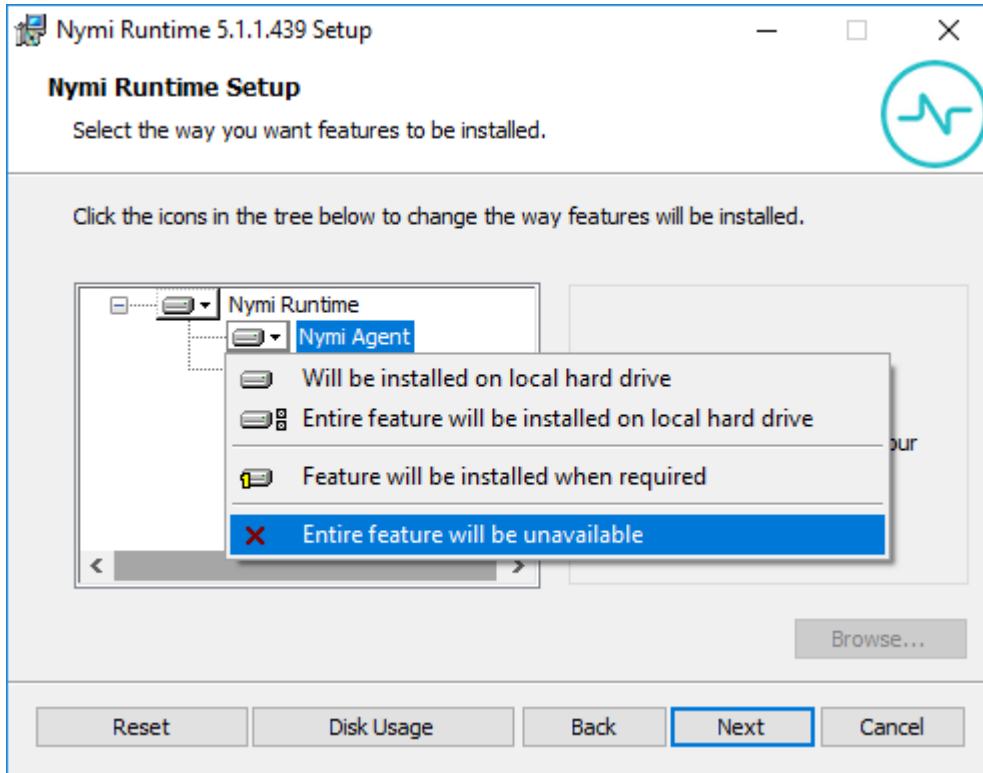 Nymi Runtime 5.1.1.439 Setup
Nymi Runtime Setup
Select the way you want features to be installed.
Click the icons in the tree below to change the way features will be installed.
Nymi Runtime
Nymi Agent
Will be installed on local hard drive
Entire feature will be installed on local hard drive
Feature will be installed when required
Entire feature will be unavailable
Browse...
Reset Disk Usage Back Next Cancel